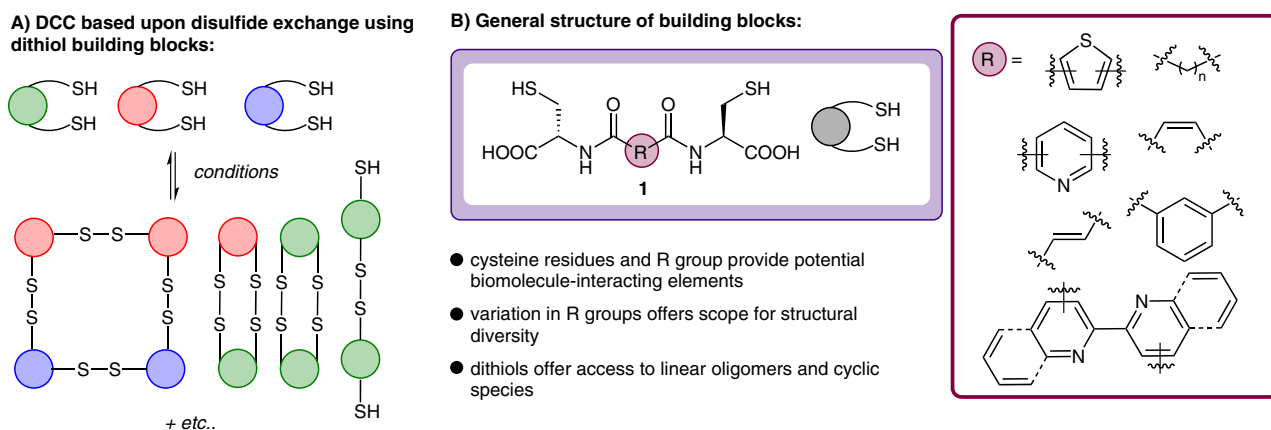 A) DCC based upon disulfide exchange using
dithiol building blocks:
SH
SH
SH
SH
SH
SH
conditions
SH
S–S
S
S
S
S
S
S
S
S
S
S
S–S
SH
+ etc..
B) General structure of building blocks:
HS
O
O
SH
HOOC
N
H
R
N
H
COOH
1
SH
SH
● cysteine residues and R group provide potential
biomolecule-interacting elements
● variation in R groups offers scope for structural
diversity
● dithiols offer access to linear oligomers and cyclic
species
R =
S
n
N
N
N